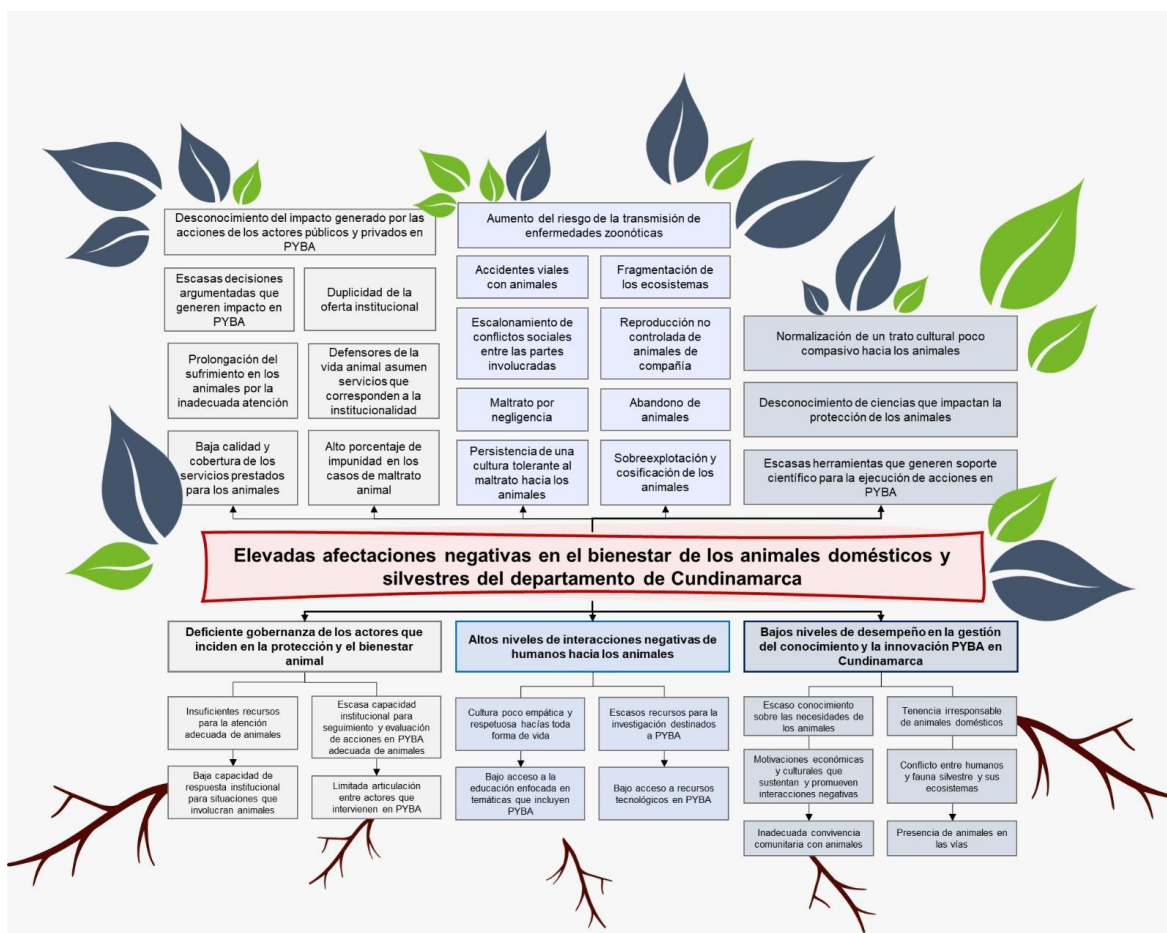 Desconocimiento del impacto generado por las
acciones de los actores públicos y privados en
PYBA
Escasas decisiones
argumentadas que
generen impacto en
PYBA
Duplicidad de la
oferta institucional
Prolongación del
sufrimiento en los
animales por la
inadecuada atención
Defensores de la
vida animal asumen
servicios que
corresponden a la
institucionalidad
Baja calidad y
cobertura de los
servicios prestados
para los animales
Alto porcentaje de
impunidad en los
casos de maltrato
animal
Aumento del riesgo de la transmisión de
enfermedades zoonóticas
Accidentes viales
con animales
Fragmentación de
los ecosistemas
Escalonamiento de
conflictos sociales
entre las partes
involucradas
Reproducción no
controlada de
animales de
compañía
Maltrato por
negligencia
Abandono de
animales
Persistencia de una
cultura tolerante al
maltrato hacia los
animales
Sobreexplotación y
cosificación de los
animales
Normalización de un trato cultural poco
compasivo hacia los animales
Desconocimiento de ciencias que impactan la
protección de los animales
Escasas herramientas que generen soporte
científico para la ejecución de acciones en
PYBA
Elevadas afectaciones negativas en el bienestar de los animales domésticos y
silvestres del departamento de Cundinamarca
Deficiente gobernanza de los actores que
inciden en la protección y el bienestar
animal
Insuficientes recursos
para la atención
adecuada de animales
Escasa capacidad
institucional para
seguimiento y evaluación
de acciones en PYBA
adecuada de animales
Baja capacidad de
respuesta institucional
para situaciones que
involucran animales
Limitada articulación
entre actores que
intervienen en PYBA
Altos niveles de interacciones negativas de
humanos hacia los animales
Cultura poco empática y
respetuosa hacías toda
forma de vida
Escasos recursos para la
investigación destinados
a PYBA
Bajo acceso a la
educación enfocada en
temáticas que incluyen
PYBA
Bajo acceso a recursos
tecnológicos en PYBA
Bajos niveles de desempeño en la gestión
del conocimiento y la innovación PYBA en
Cundinamarca
Escaso conocimiento
sobre las necesidades de
los animales
Tenencia irresponsable
de animales domésticos
Motivaciones económicas
y culturales que
sustentan y promueven
interacciones negativas
Conflicto entre humanos
y fauna silvestre y sus
ecosistemas
Inadecuada convivencia
comunitaria con animales
Presencia de animales en
las vías